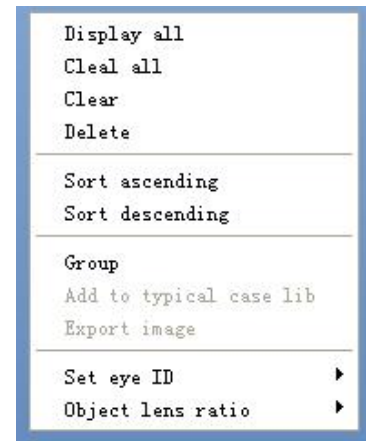 Display all
Cleal all
Clear
Delete
Sort ascending
Sort descending
Group
Add to typical case lib
Export image
Set eye ID
Object lens ratio